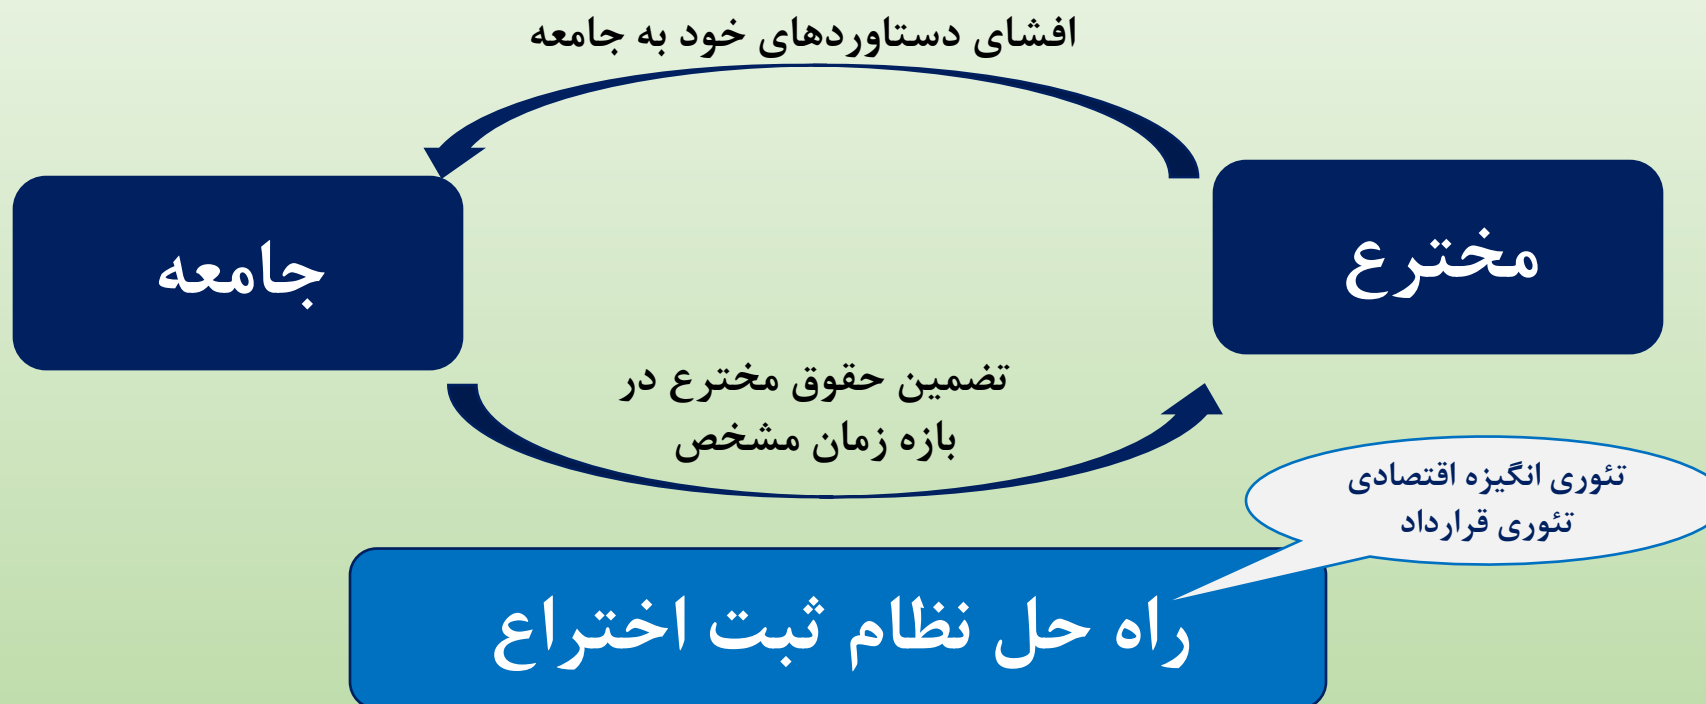 افشای دستاوردهای خود به جامعه
مخترع
جامعه
تضمین حقوق مخترع در
بازه زمان مشخص
تئوری انگیزه اقتصادی
تئوری قرارداد
راه حل نظام ثبت اختراع